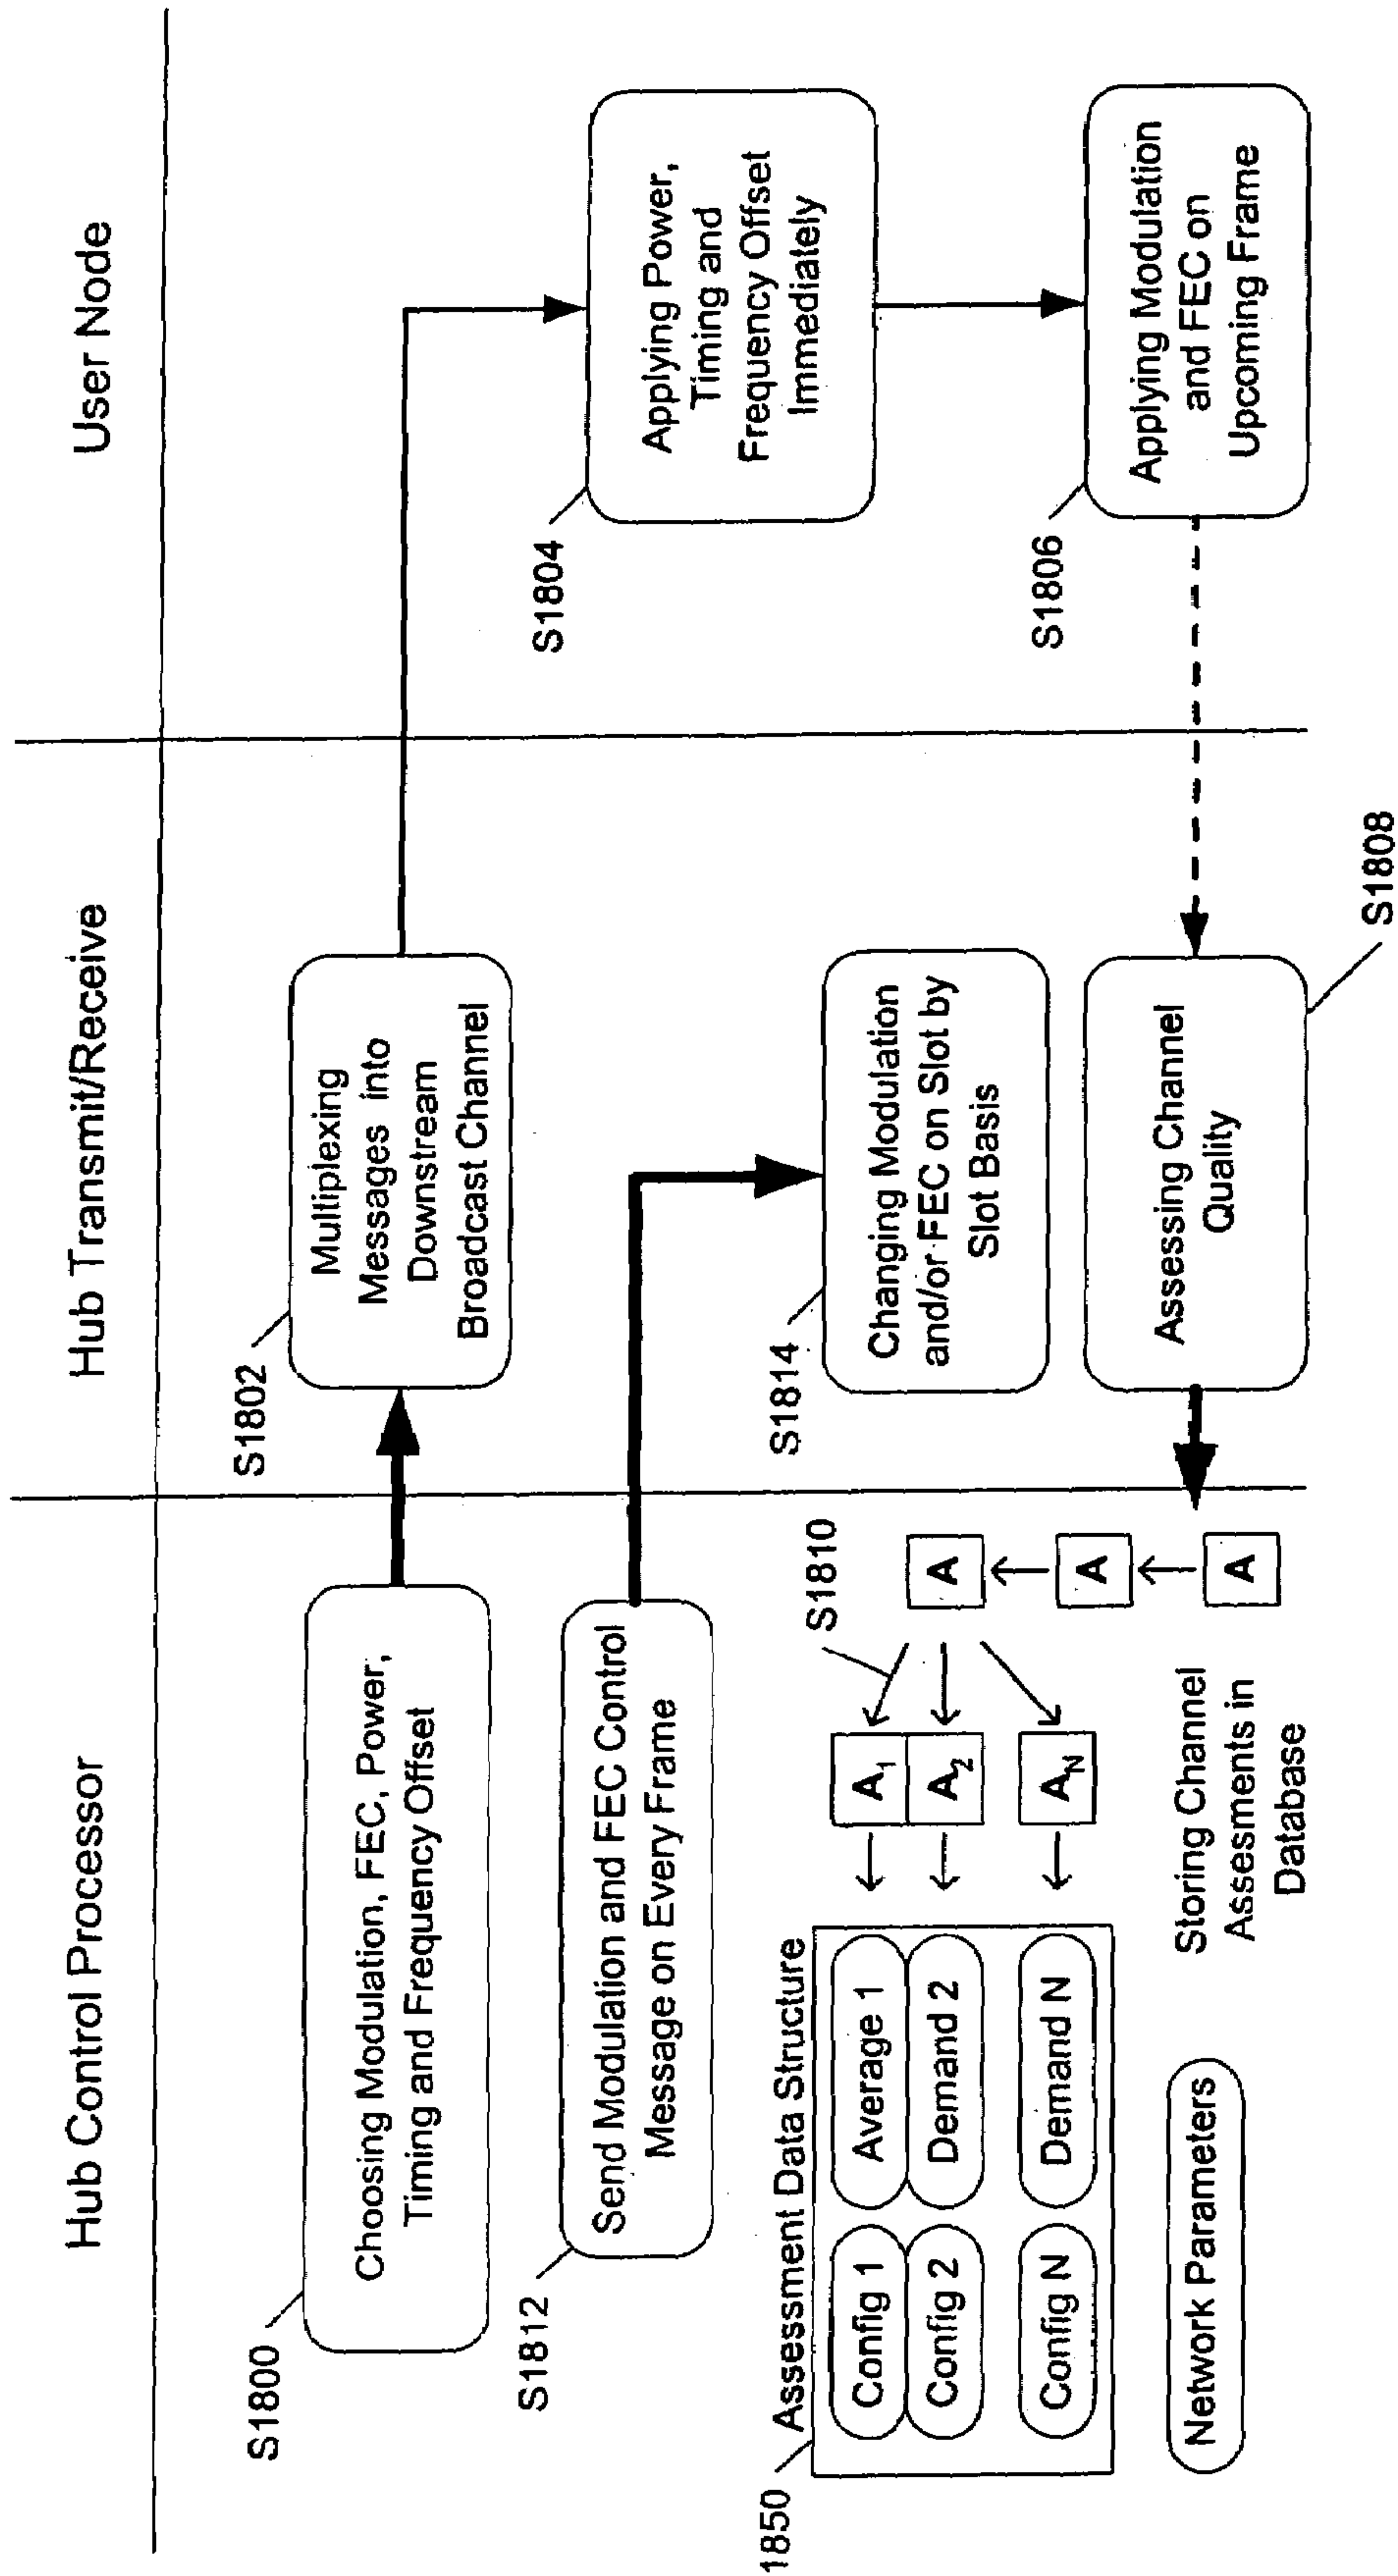 Hub Control Processor
Hub Transmit/Receive
User Node
S1800
Choosing Modulation, FEC, Power,
Timing and Frequency Offset
S1802
Multiplexing
Messages into
Downstream
Broadcast Channel
S1804
Applying Power,
Timing and
Frequency Offset
Immediately
S1812
Send Modulation and FEC Control
Message on Every Frame
S1814
Changing Modulation
and/or FEC on Slot by
Slot Basis
S1806
Applying Modulation
and FEC on
Upcoming Frame
Assessing Channel
Quality
S1808
1850
Assessment Data Structure
Config 1
Average 1
Config 2
Demand 2
Config N
Demand N
A1
A2
AN
S1810
A
A
A
Network Parameters
Storing Channel
Assesments in
Database